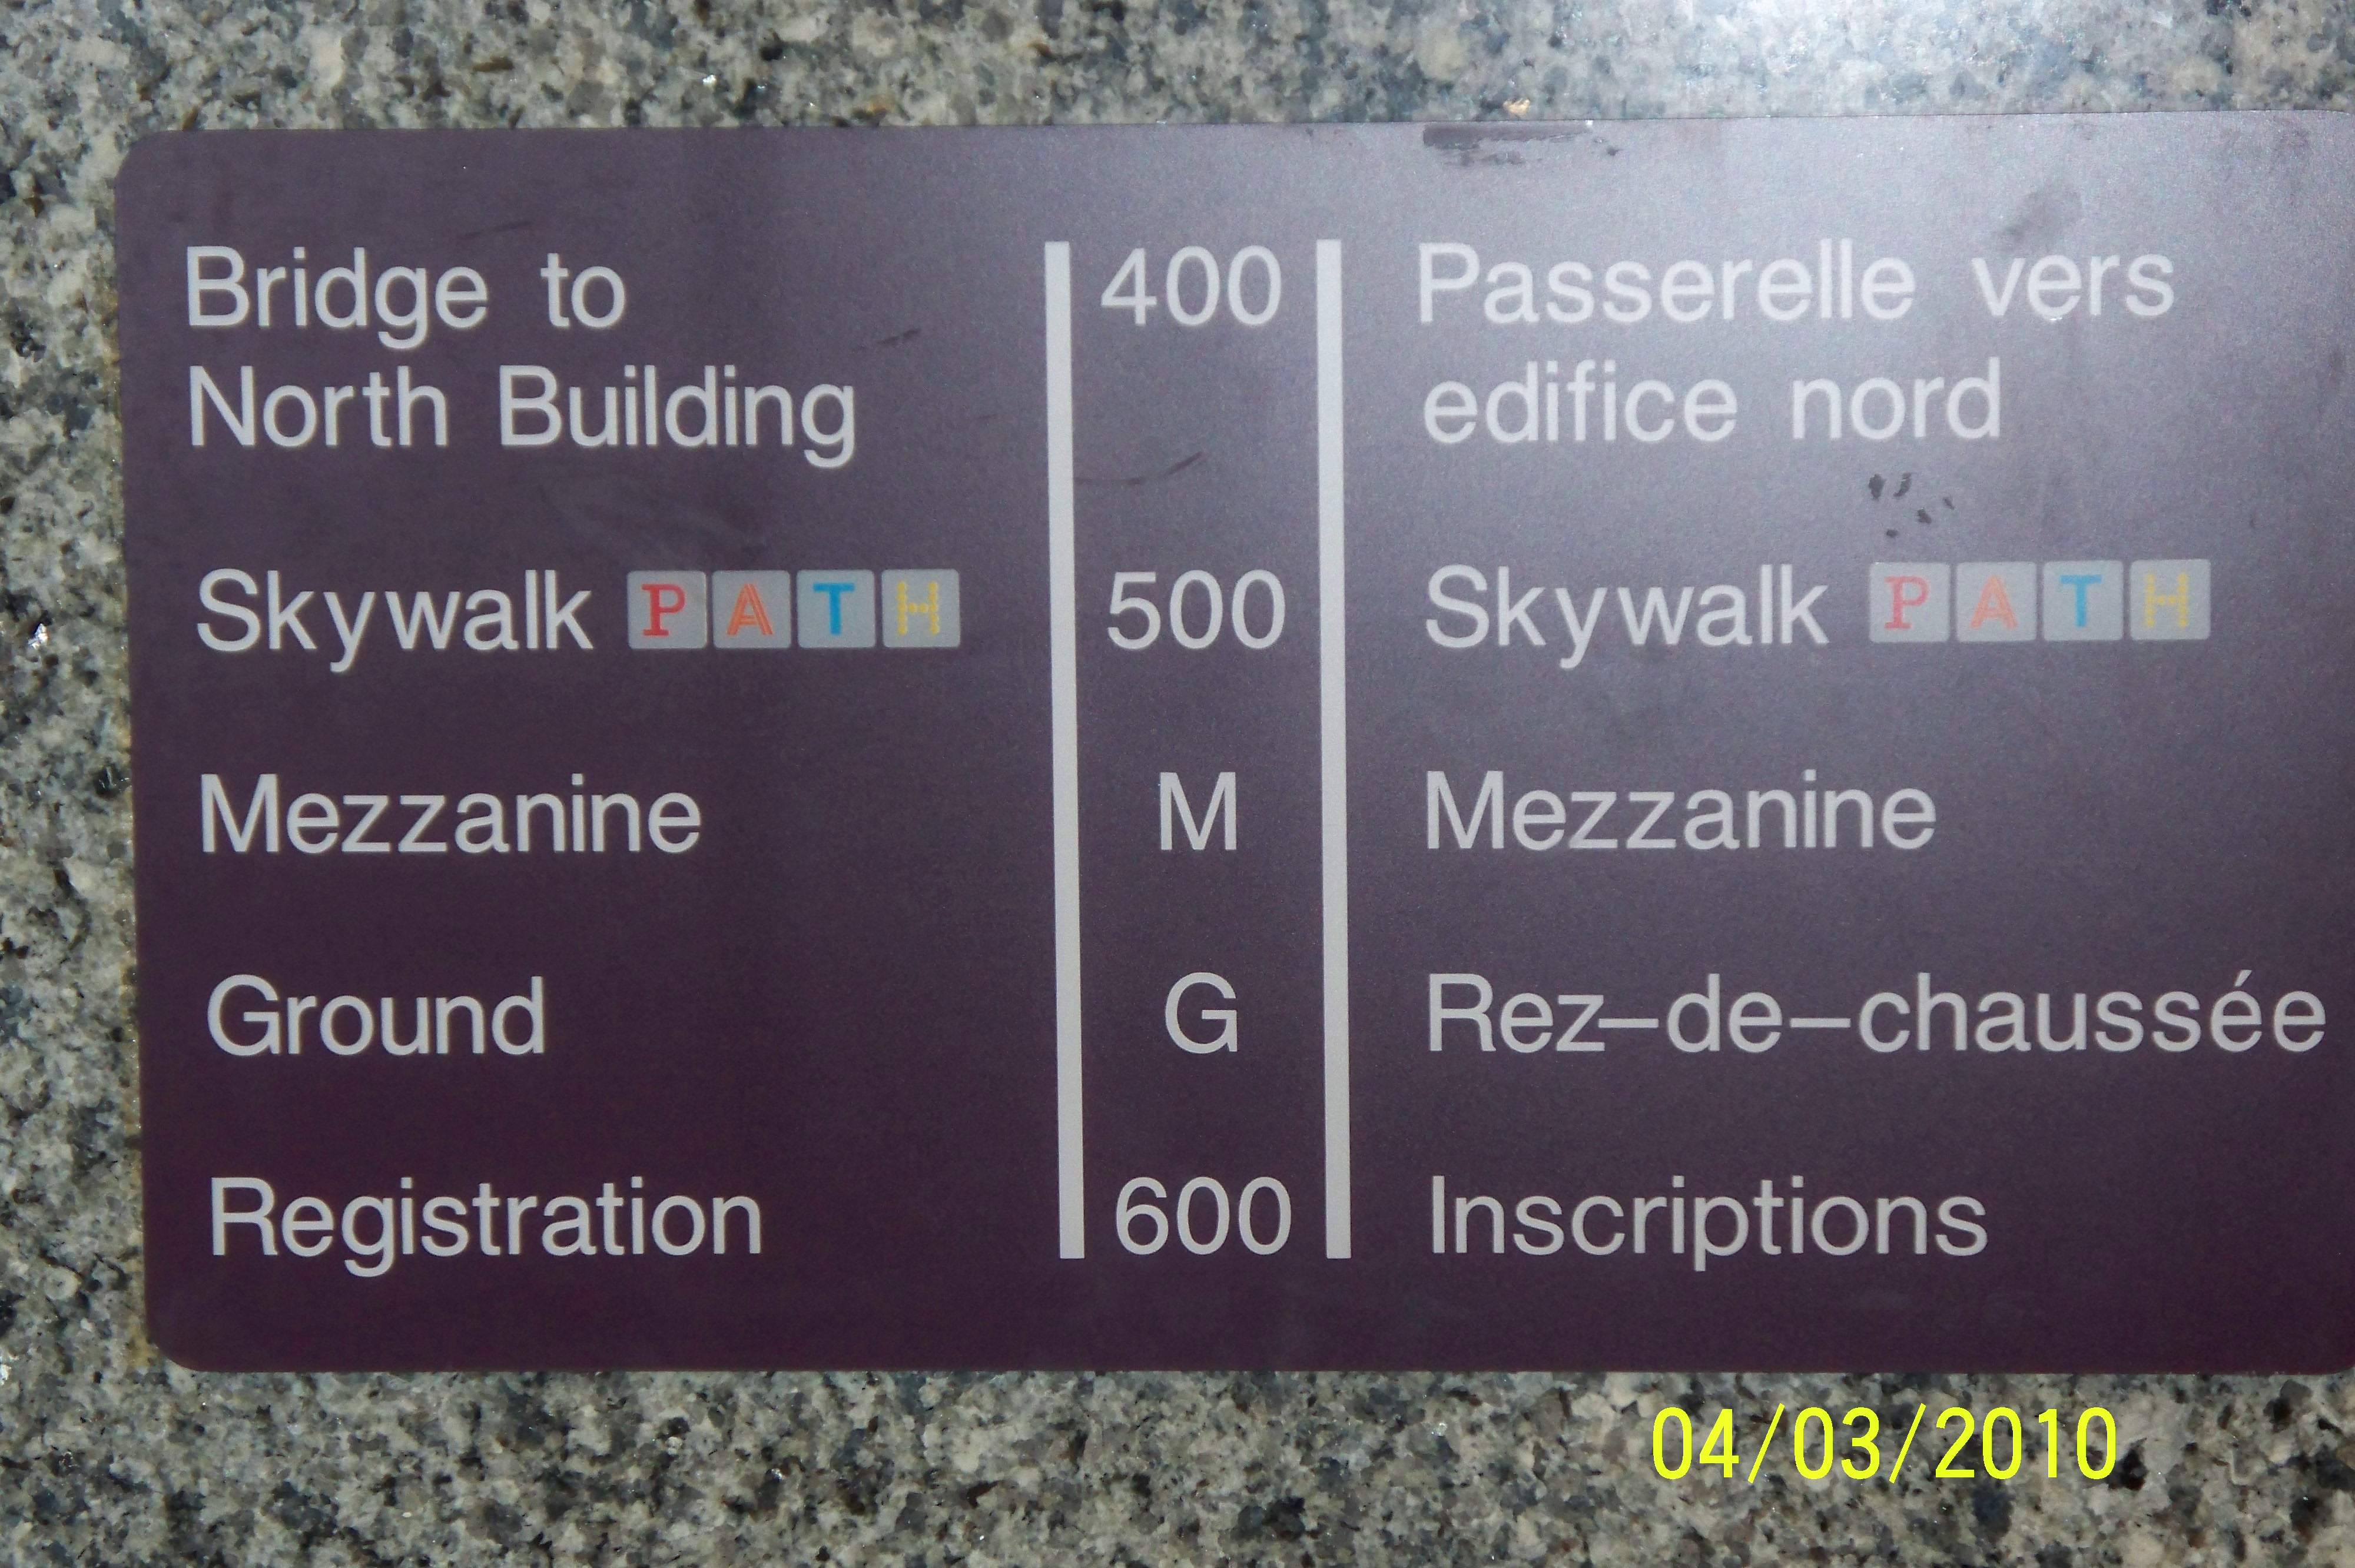 Bridge to 400 Passerelle vers
North Building edifice nord
Skywalk PATH 500 Skywalk PATH
Mezzanine M Mezzanine
Ground G Rez-de-chaussée
Registration 600 Inscriptions
04/03/2010